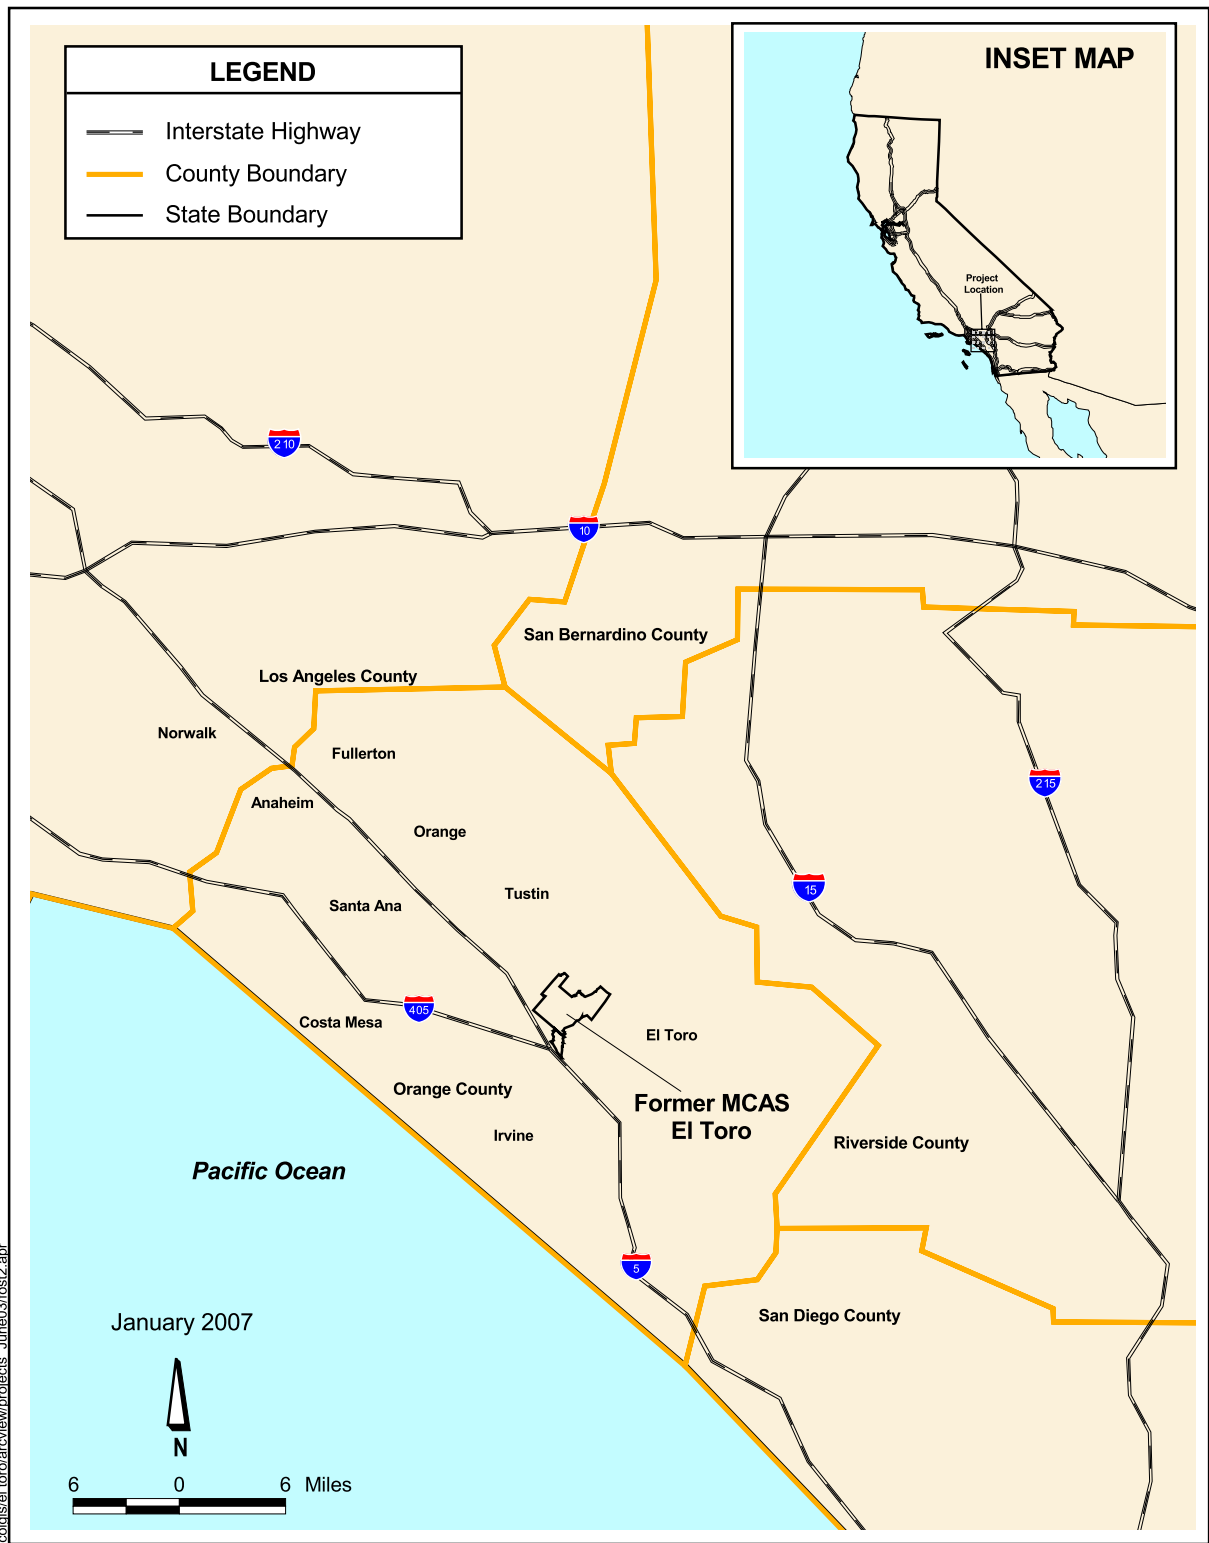 LEGEND
Interstate Highway
County Boundary
State Boundary
INSET MAP
Project
Location
210
10
San Bernardino County
Los Angeles County
Norwalk
Fullerton
Anaheim
Orange
215
15
Tustin
Santa Ana
405
Costa Mesa
El Toro
Orange County
Former MCAS
El Toro
Irvine
Riverside County
Pacific Ocean
5
San Diego County
January 2007
N
6 0 6 Miles